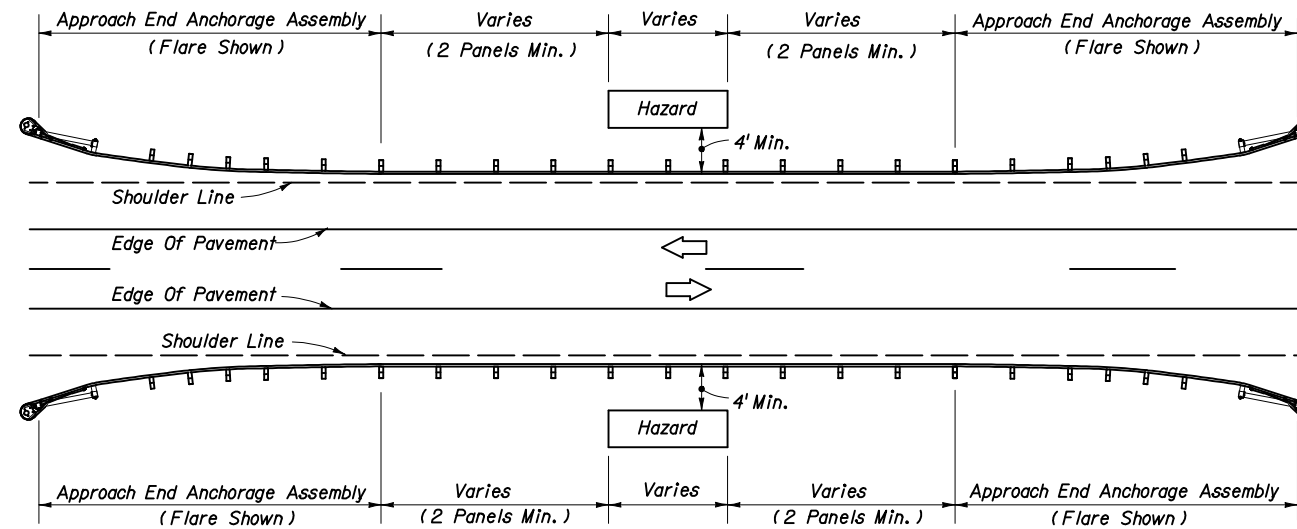 Approach End Anchorage Assembly
(Flare Shown)
Varies
(2 Panels Min.)
Varies
Varies
(2 Panels Min.)
Approach End Anchorage Assembly
(Flare Shown)
Hazard
4' Min.
Shoulder Line
Edge Of Pavement
Edge Of Pavement
Shoulder Line
4' Min.
Hazard
Approach End Anchorage Assembly
(Flare Shown)
Varies
(2 Panels Min.)
Varies
Varies
(2 Panels Min.)
Approach End Anchorage Assembly
(Flare Shown)